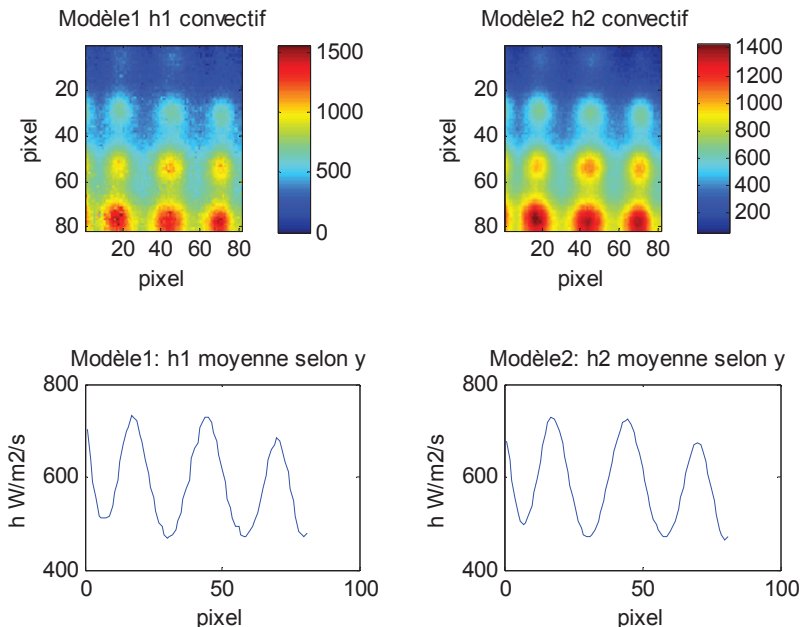 Modèle1 h1 convectif
pixel
20
40
60
80
20 40 60 80
pixel
1500
1000
500
0
Modèle2 h2 convectif
pixel
20
40
60
80
20 40 60 80
pixel
1400
1200
1000
800
600
400
200
Modèle1: h1 moyenne selon y
h W/m2/s
800
600
400
0 50 100
pixel
Modèle2: h2 moyenne selon y
h W/m2/s
800
600
400
0 50 100
pixel